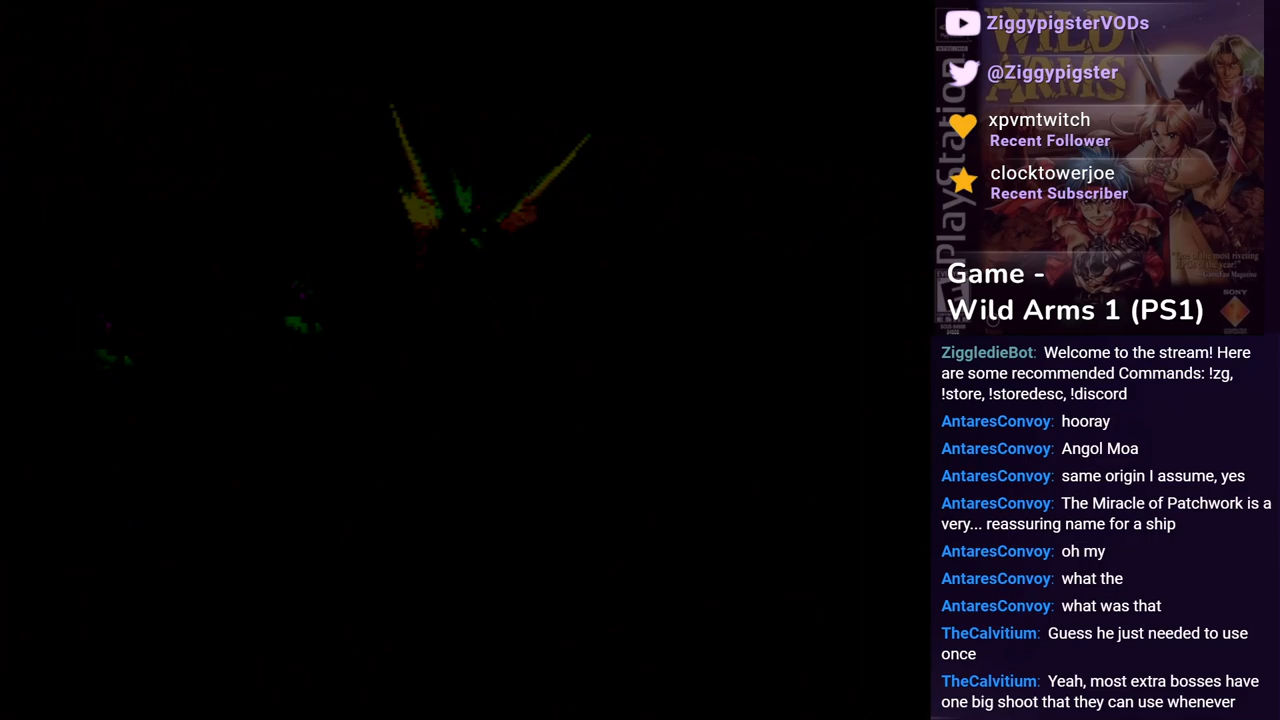 ZiggypigsterVODs
@Ziggypigster
xpvmtwitch
Recent Follower
clocktowerjoe
Recent Subscriber
WILD
ARMS
PlayStation
Game -
Wild Arms 1 (PS1)
SONY
ZiggledieBot: Welcome to the stream! Here
are some recommended Commands: !zg,
!store, !storedesc, !discord
AntaresConvoy: hooray
AntaresConvoy: Angol Moa
AntaresConvoy: same origin I assume, yes
AntaresConvoy: The Miracle of Patchwork is a
very... reassuring name for a ship
AntaresConvoy: oh my
AntaresConvoy: what the
AntaresConvoy: what was that
TheCalvitium: Guess he just needed to use
once
TheCalvitium: Yeah, most extra bosses have
one big shoot that they can use whenever